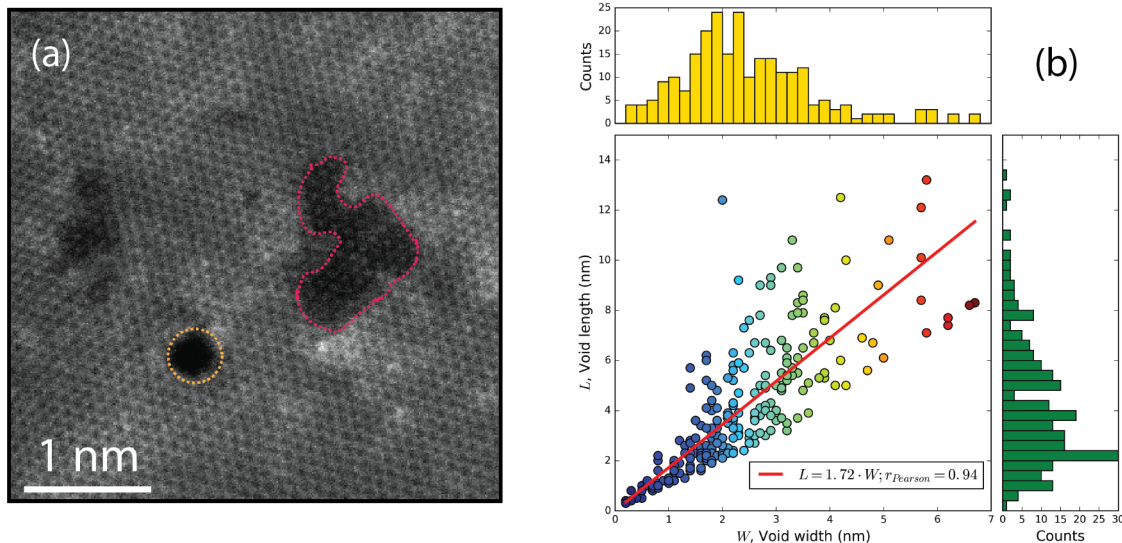 (a)
1 nm
Counts
25
20
15
10
5
0
(b)
L, Void length (nm)
14
12
10
8
6
4
2
0
L = 1.72 · W; r_Pearson = 0.94
0 1 2 3 4 5 6 7
W, Void width (nm)
0 5 10 15 20 25 30
Counts